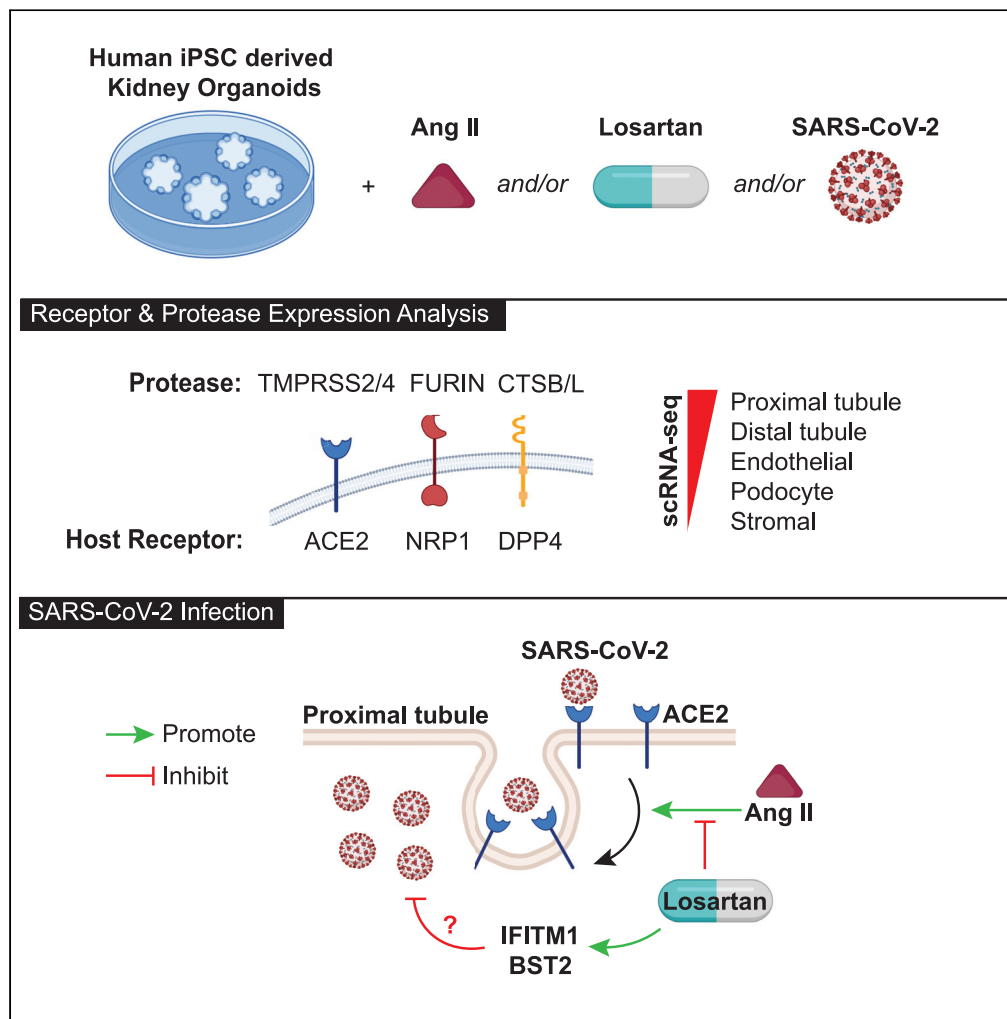 Human iPSC derived
Kidney Organoids
+
Ang II
and/or
Losartan
and/or
SARS-CoV-2
Receptor & Protease Expression Analysis
Protease: TMPRSS2/4 FURIN CTSB/L
Host Receptor: ACE2 NRP1 DPP4
scRNA-seq
Proximal tubule
Distal tubule
Endothelial
Podocyte
Stromal
SARS-CoV-2 Infection
Promote
Inhibit
SARS-CoV-2
Proximal tubule
ACE2
Ang II
Losartan
?
IFITM1
BST2